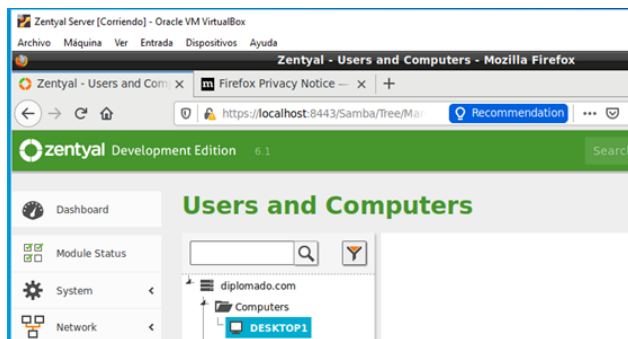 Zentyal Server [Corriendo] - Oracle VM VirtualBox
Archivo Máquina Ver Entrada Dispositivos Ayuda
Zentyal - Users and Computers - Mozilla Firefox
Zentyal - Users and Com
Firefox Privacy Notice —
https://localhost:8443/Samba/Tree/Man
Recommendation
zentyal Development Edition 6.1
Search
Dashboard
Users and Computers
Module Status
System
diplomado.com
Computers
Network
DESKTOP1